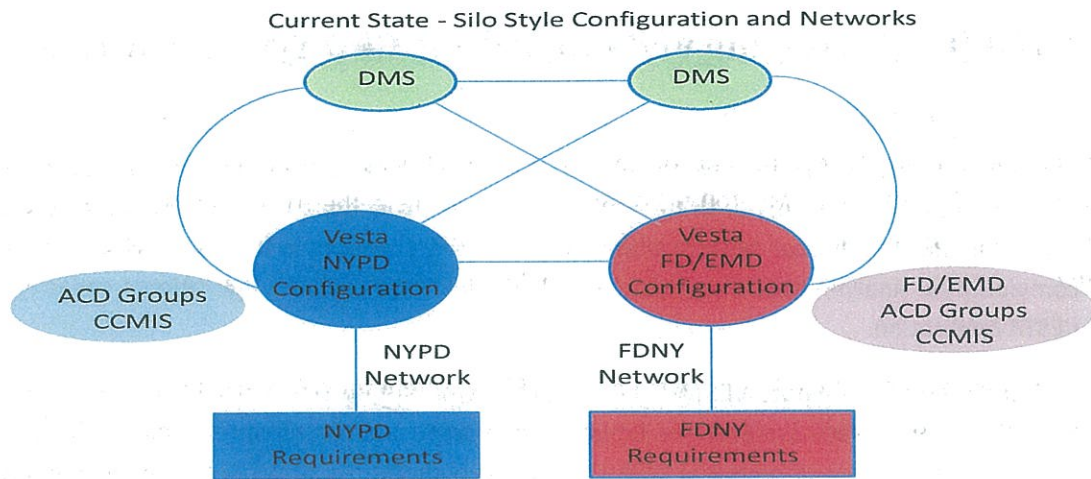 Current State - Silo Style Configuration and Networks
DMS
DMS
Vesta
NYPD
Configuration
Vesta
FD/EMD
Configuration
ACD Groups
CCMIS
FD/EMD
ACD Groups
CCMIS
NYPD
Network
FDNY
Network
NYPD
Requirements
FDNY
Requirements